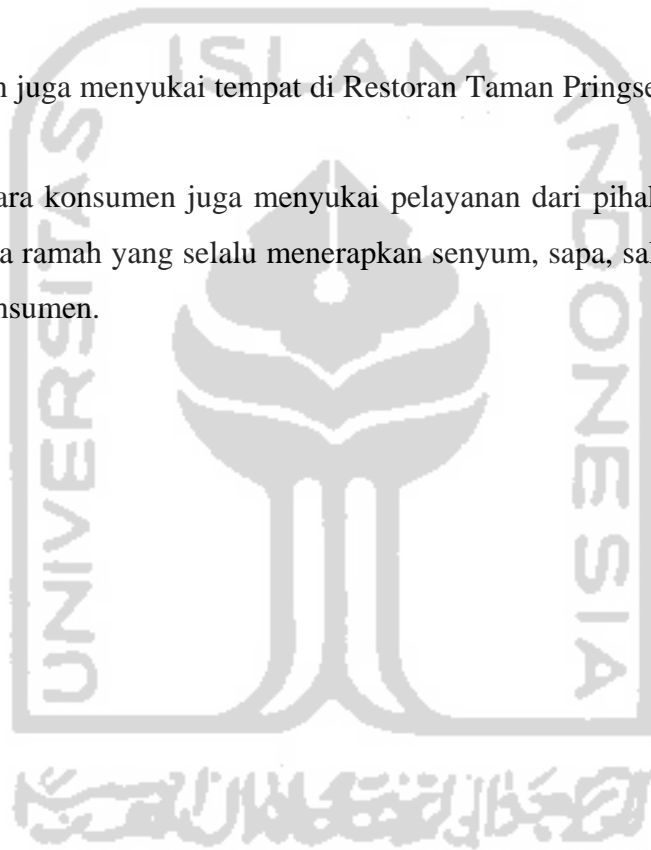 ISLAM
n juga menyukai tempat di Restoran Taman Pringse
ara konsumen juga menyukai pelayanan dari pihak
a ramah yang selalu menerapkan senyum, sapa, sal
nsumen.
UNIVERSITAS
INDONESIA